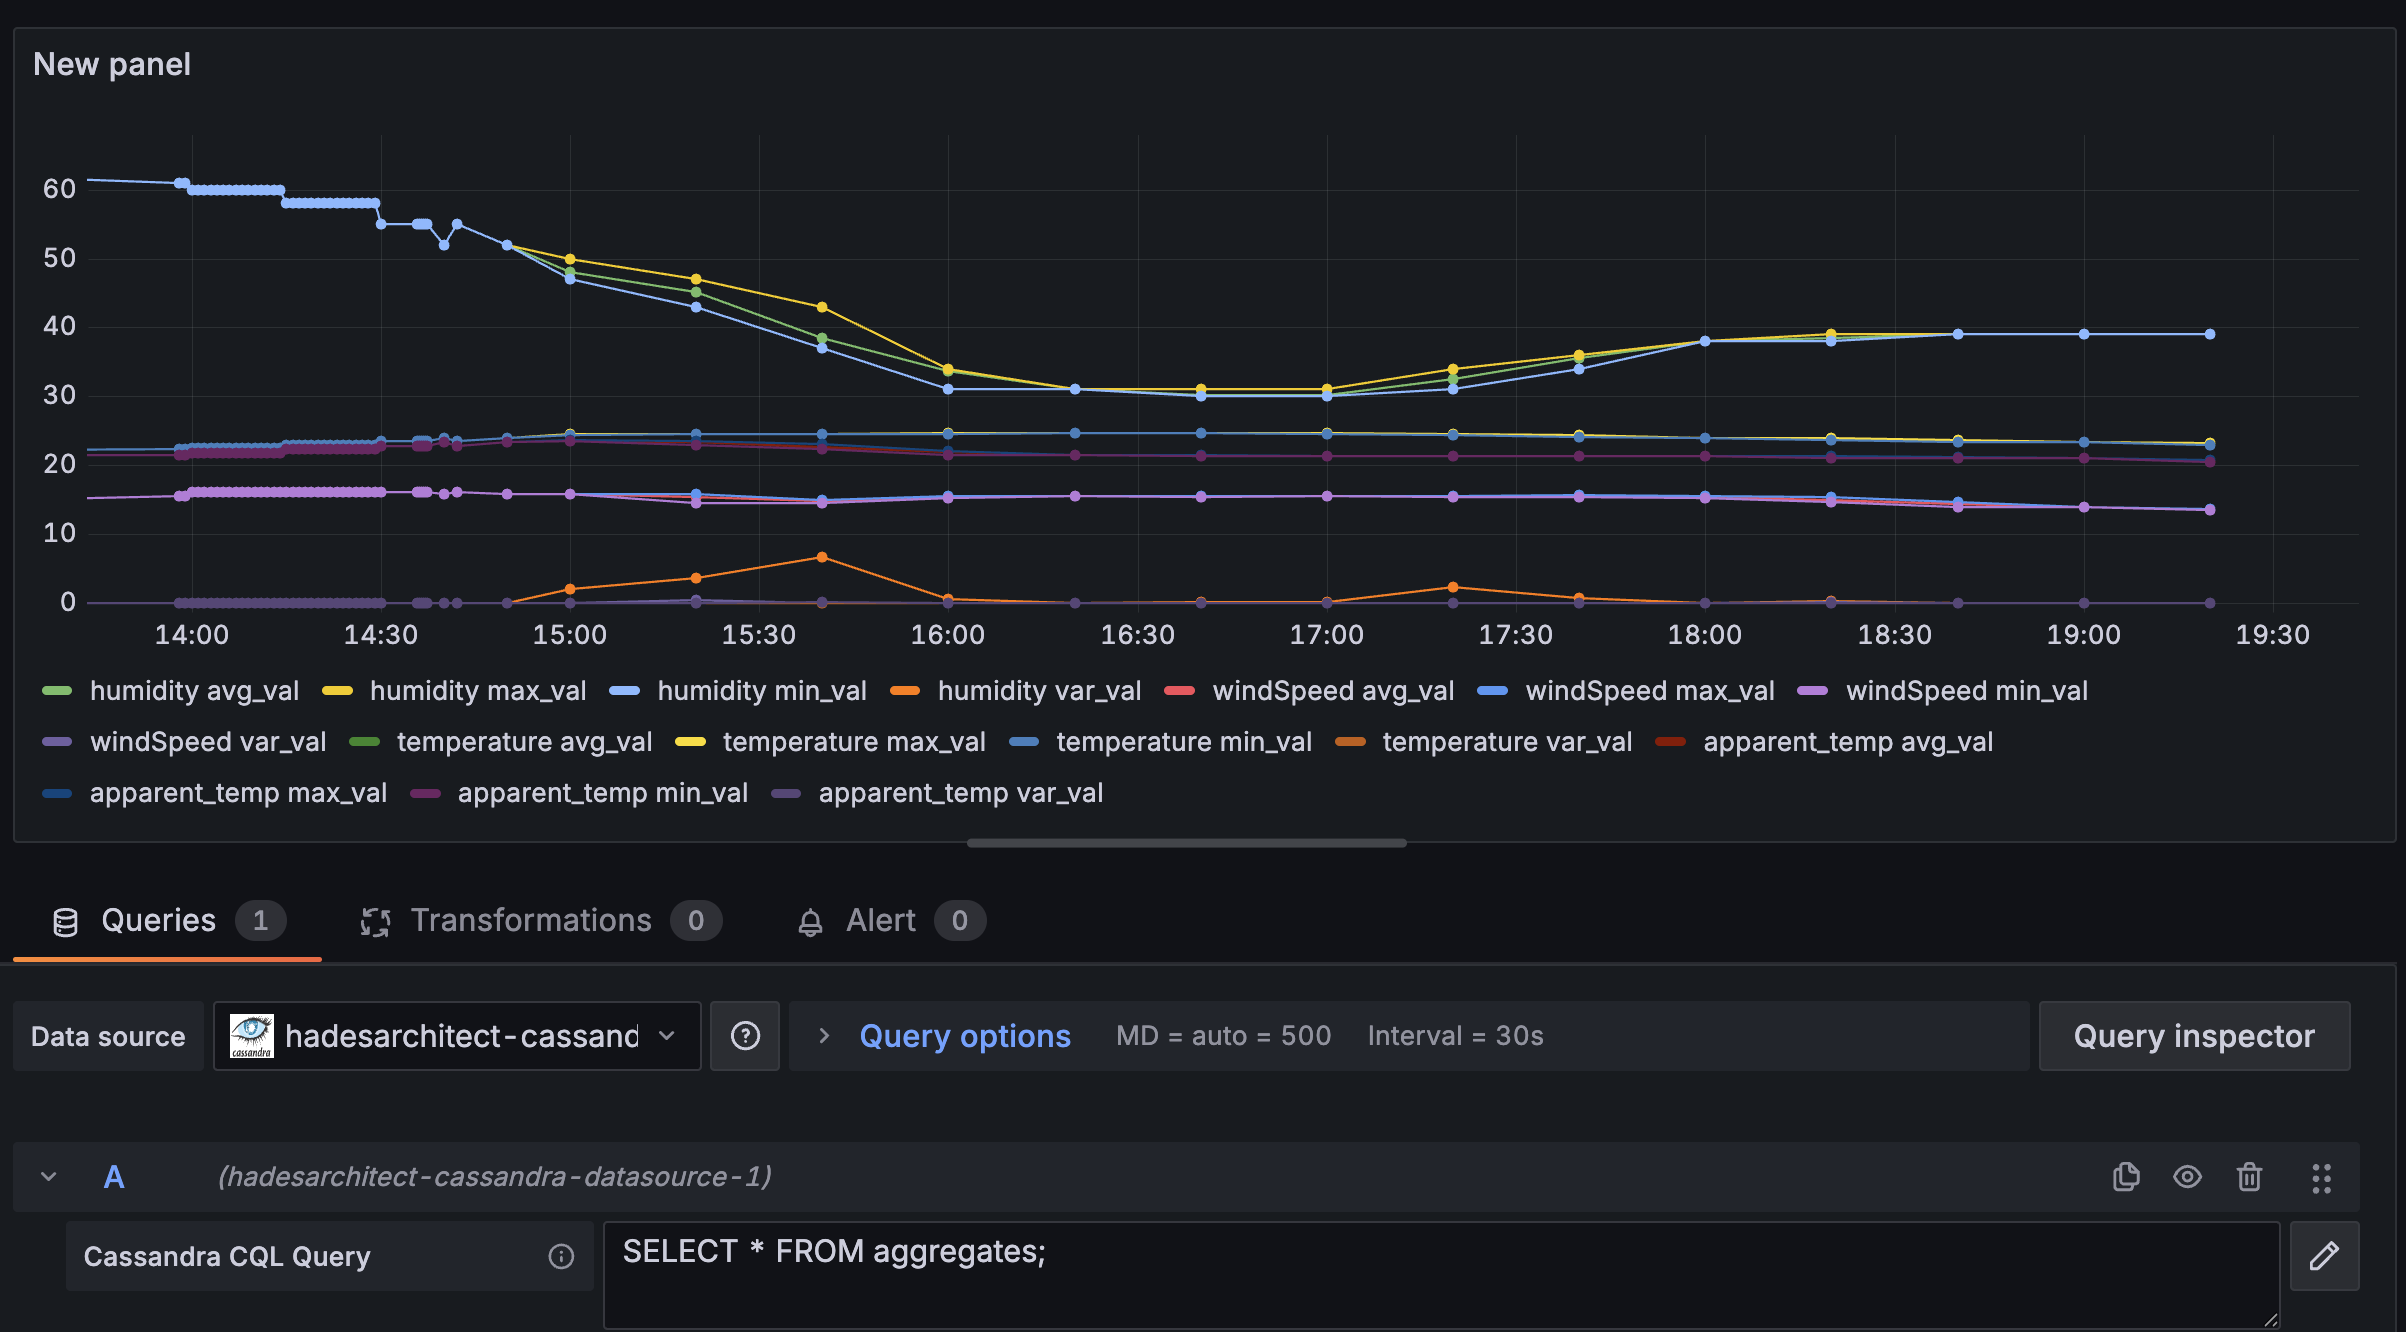 New panel
60
50
40
30
20
10
0
14:00 14:30 15:00 15:30 16:00 16:30 17:00 17:30 18:00 18:30 19:00 19:30
humidity avg_val humidity max_val humidity min_val humidity var_val windSpeed avg_val windSpeed max_val windSpeed min_val
windSpeed var_val temperature avg_val temperature max_val temperature min_val temperature var_val apparent_temp avg_val
apparent_temp max_val apparent_temp min_val apparent_temp var_val
Queries 1 Transformations 0 Alert 0
Data source cassandra hadesarchitect-cassand Query options MD = auto = 500 Interval = 30s Query inspector
A (hadesarchitect-cassandra-datasource-1)
Cassandra CQL Query SELECT * FROM aggregates;